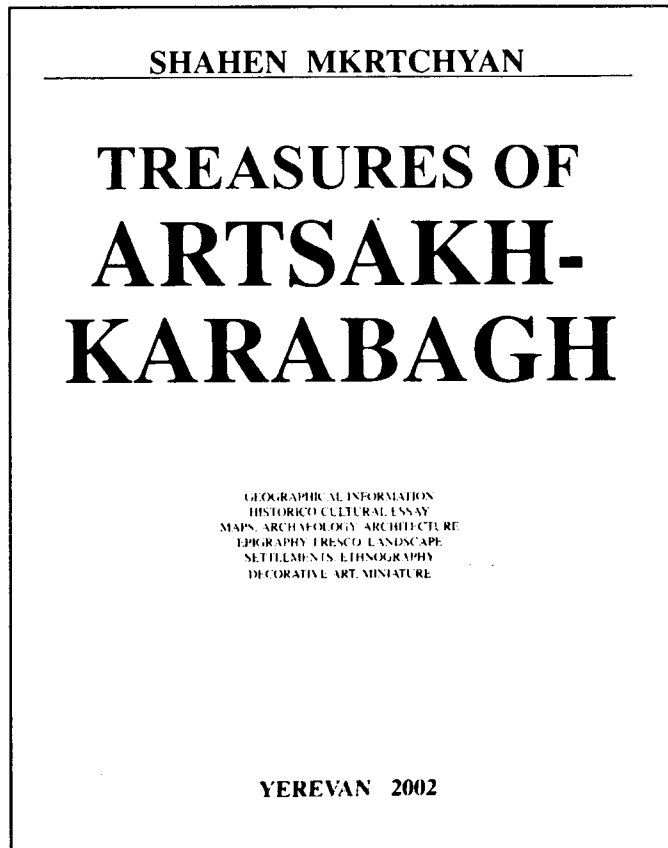 SHAHEN MKRTCHYAN
TREASURES OF
ARTSAKH-
KARABAGH
GEOGRAPHICAL INFORMATION
HISTORICO CULTURAL ESSAY
MAPS, ARCHAEOLOGY ARCHITECTURE
EPIGRAPHY FRESCO LANDSCAPE
SETTLEMENTS ETHNOGRAPHY
DECORATIVE ART, MINIATURE
YEREVAN 2002